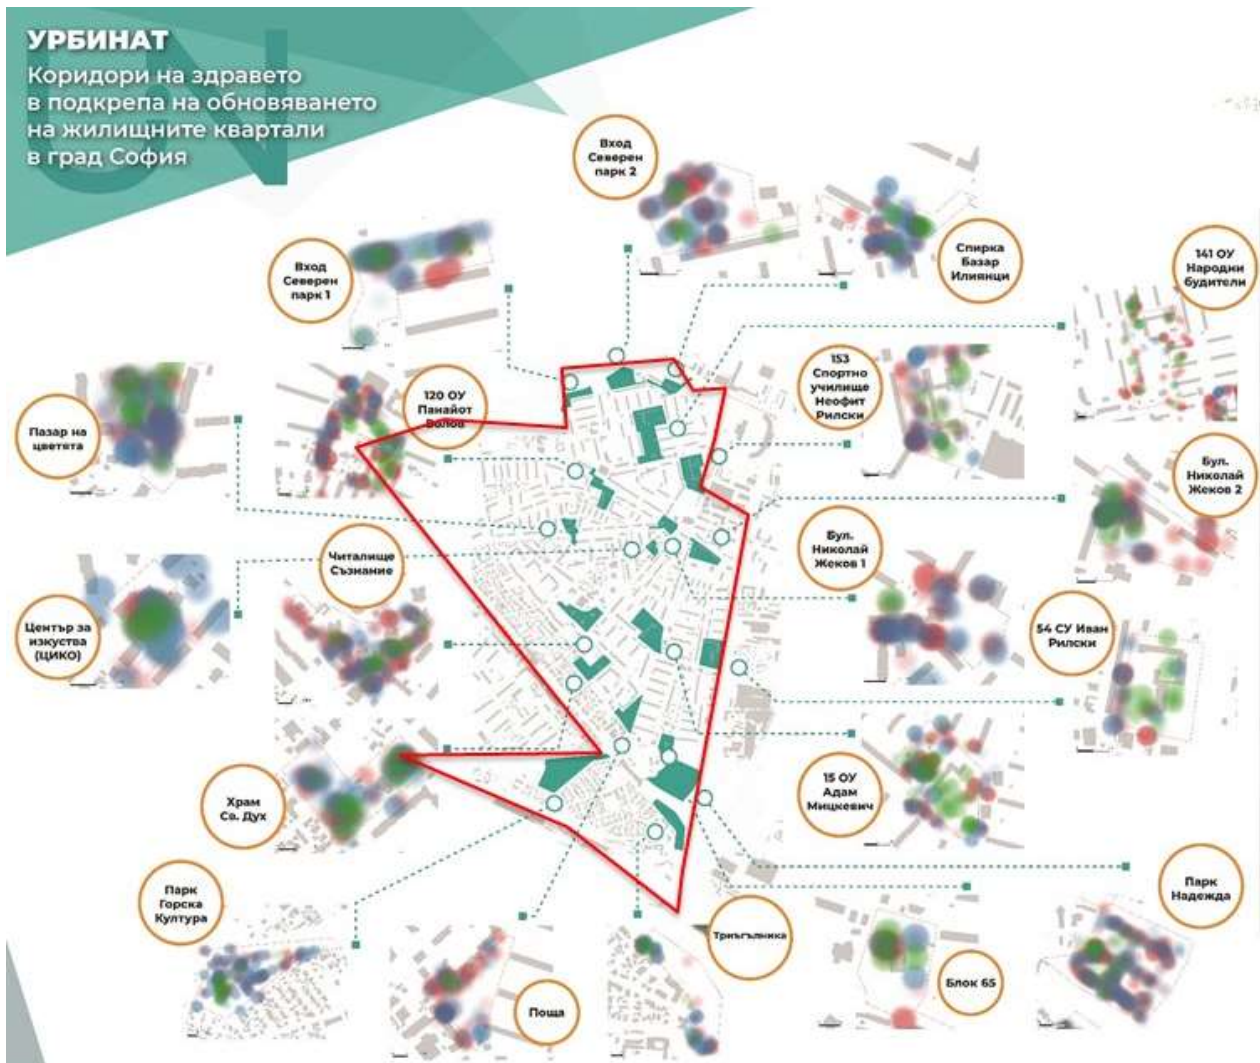 УРБИНАТ
Коридори на здравето
в подкрепа на обновяването
на жилищните квартали
в град София
Вход
Северен
парк 2
Спирка
Базар
Илиянци
141 ОУ
Народни
будители
Вход
Северен
парк 1
153
Спортно
училище
Неофит
Рилски
120 ОУ
Панайот
Волов
Пазар на
цветята
Бул.
Николай
Жеков 2
Читалище
Съзнание
Бул.
Николай
Жеков 1
Център за
изкуства
(ЦИКО)
54 СУ Иван
Рилски
Храм
Св. Дух
15 ОУ
Адам
Мицкевич
Парк
Горска
Култура
Парк
Надежда
Триъгълника
Поща
Блок 65